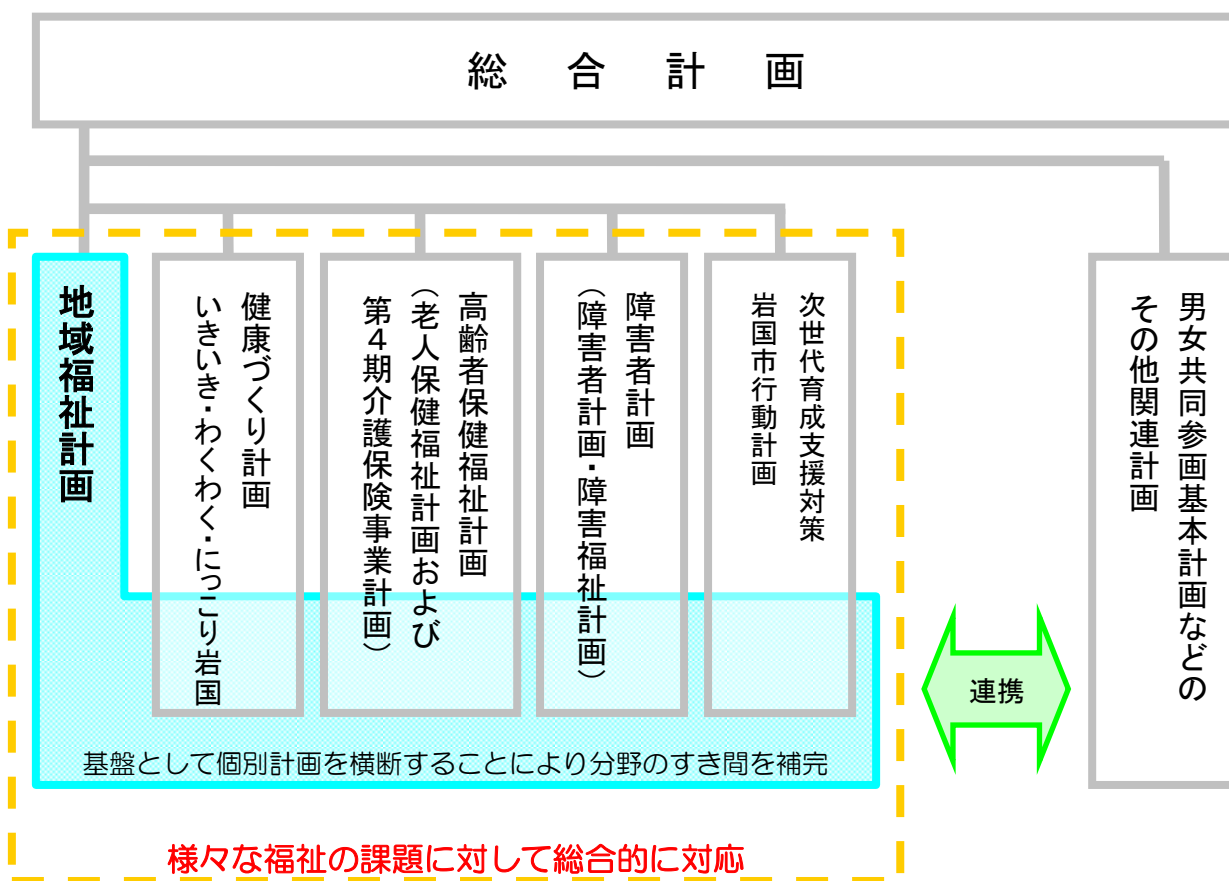 総合計画
地域福祉計画
健康づくり計画
いきいき・わくわく・にっこり岩国
高齢者保健福祉計画
（老人保健福祉計画および
第４期介護保険事業計画）
障害者計画
（障害者計画・障害福祉計画）
次世代育成支援対策
岩国市行動計画
男女共同参画基本計画などの
その他関連計画
連携
基盤として個別計画を横断することにより分野のすき間を補完
様々な福祉の課題に対して総合的に対応